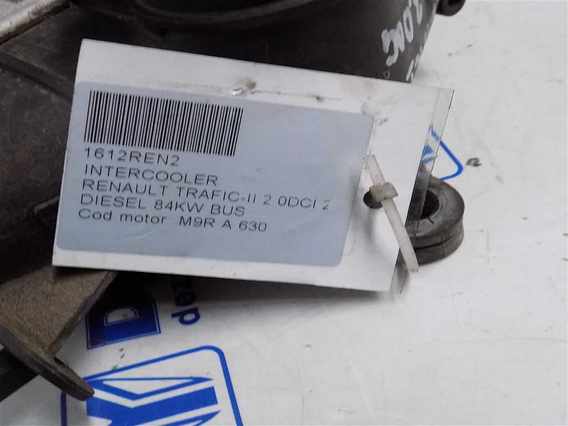 1612REN2
INTERCOOLER
RENAULT TRAFIC-II 2 0DCI 2
DIESEL 84KW BUS
Cod motor M9R A 630